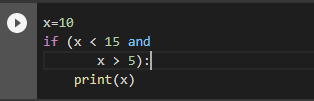 x=10
if (x < 15 and
        x > 5):
    print(x)